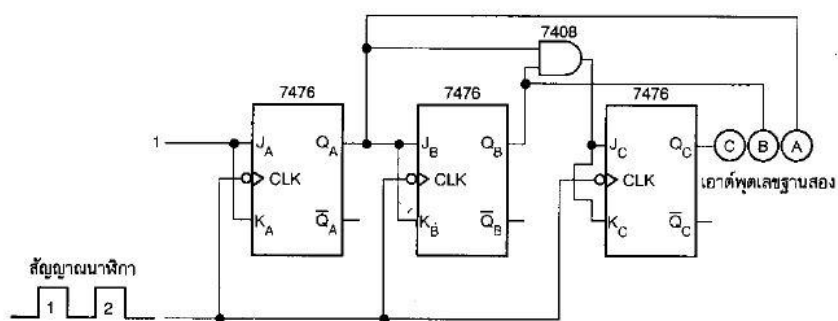 7408
7476 7476 7476
1 J_A Q_A J_B Q_B J_C Q_C C B A
CLK CLK CLK เอาต์พุตเลขฐานสอง
K_A Q̅_A K_B Q̅_B K_C Q̅_C
สัญญาณนาฬิกา
1 2